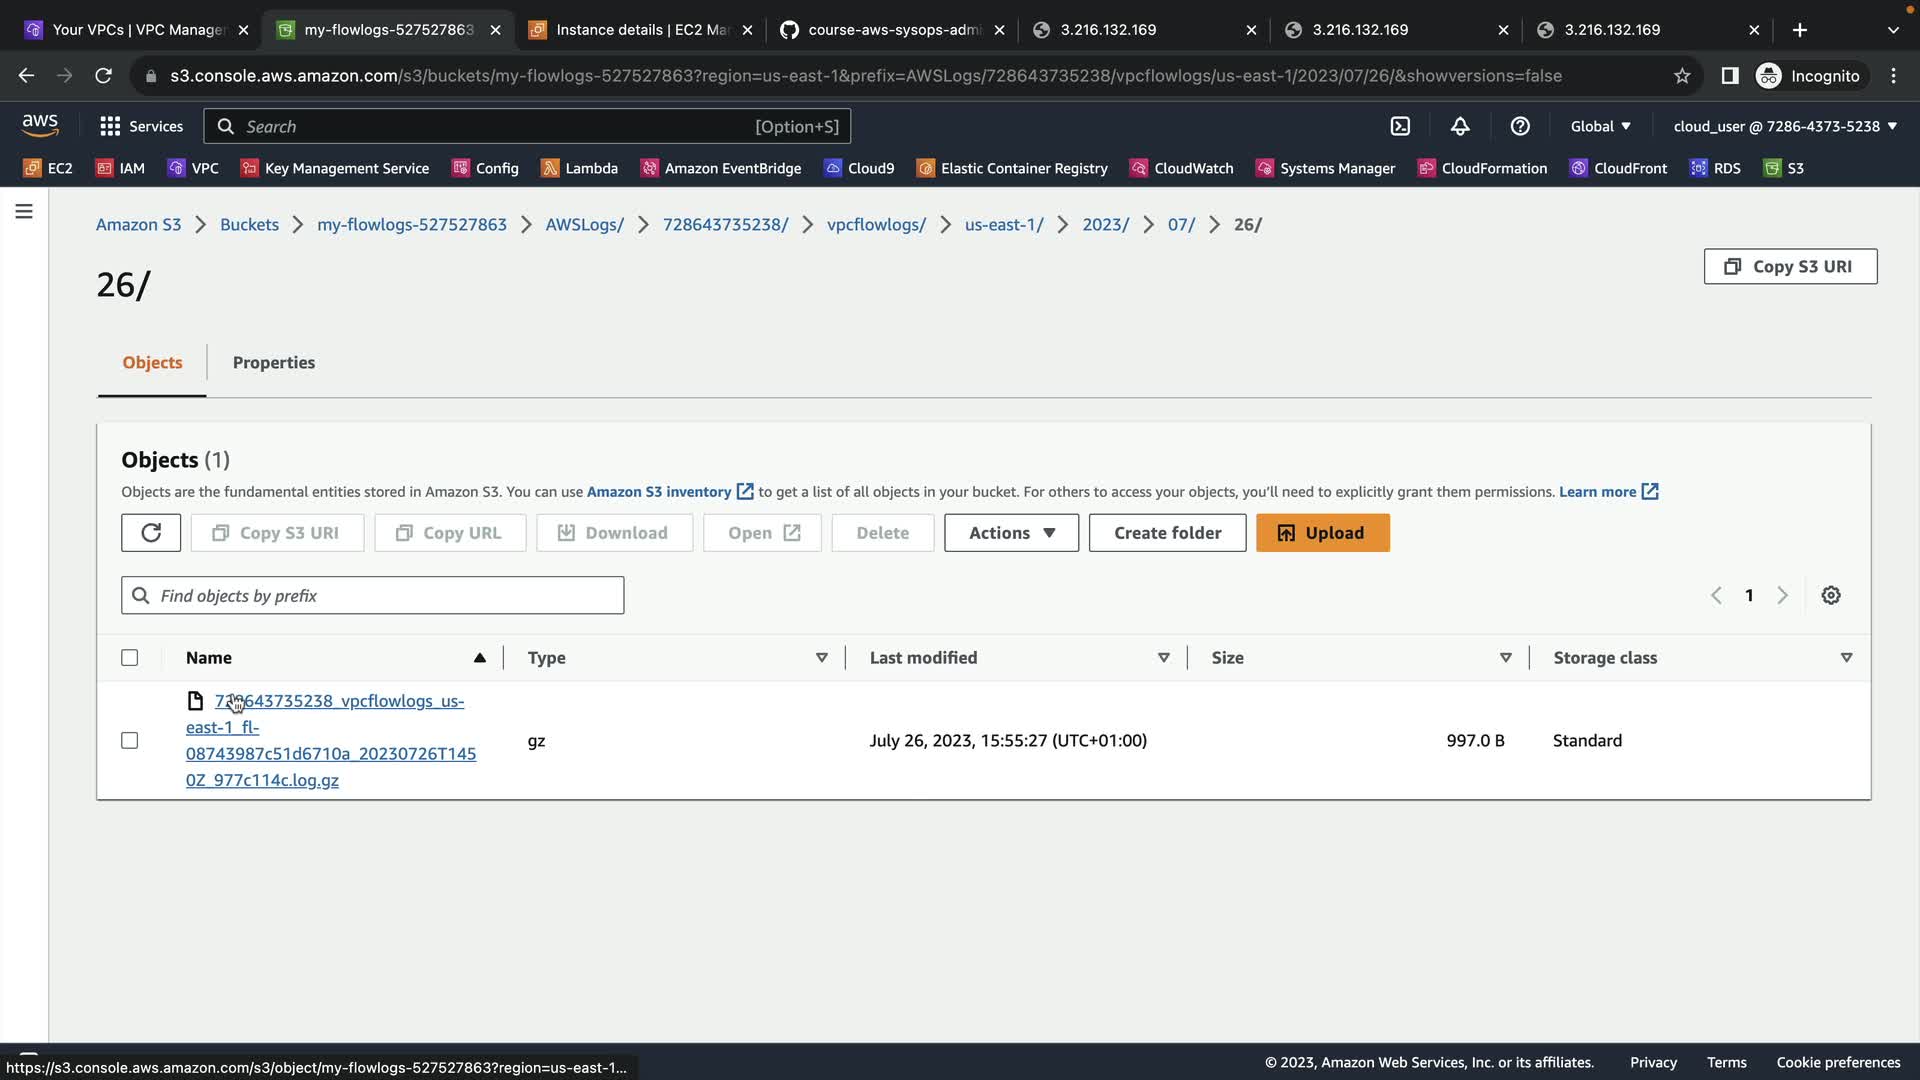 Your VPCs | VPC Manage
my-flowlogs-527527863
Instance details | EC2 Ma
course-aws-sysops-admi
3.216.132.169
3.216.132.169
3.216.132.169
s3.console.aws.amazon.com/s3/buckets/my-flowlogs-527527863?region=us-east-1&prefix=AWSLogs/728643735238/vpcflowlogs/us-east-1/2023/07/26/&showversions=false
Incognito
aws
Services
Search
[Option+S]
Global
cloud_user @ 7286-4373-5238
EC2
IAM
VPC
Key Management Service
Config
Lambda
Amazon EventBridge
Cloud9
Elastic Container Registry
CloudWatch
Systems Manager
CloudFormation
CloudFront
RDS
S3
Amazon S3 > Buckets > my-flowlogs-527527863 > AWSLogs/ > 728643735238/ > vpcflowlogs/ > us-east-1/ > 2023/ > 07/ > 26/
26/
Copy S3 URI
Objects
Properties
Objects (1)
Objects are the fundamental entities stored in Amazon S3. You can use Amazon S3 inventory to get a list of all objects in your bucket. For others to access your objects, you'll need to explicitly grant them permissions. Learn more
Copy S3 URI
Copy URL
Download
Open
Delete
Actions
Create folder
Upload
Find objects by prefix
1
Name
Type
Last modified
Size
Storage class
728643735238_vpcflowlogs_us-
east-1_fl-
08743987c51d6710a_20230726T145
0Z_977c114c.log.gz
gz
July 26, 2023, 15:55:27 (UTC+01:00)
997.0 B
Standard
https://s3.console.aws.amazon.com/s3/object/my-flowlogs-527527863?region=us-east-1...
© 2023, Amazon Web Services, Inc. or its affiliates.
Privacy
Terms
Cookie preferences